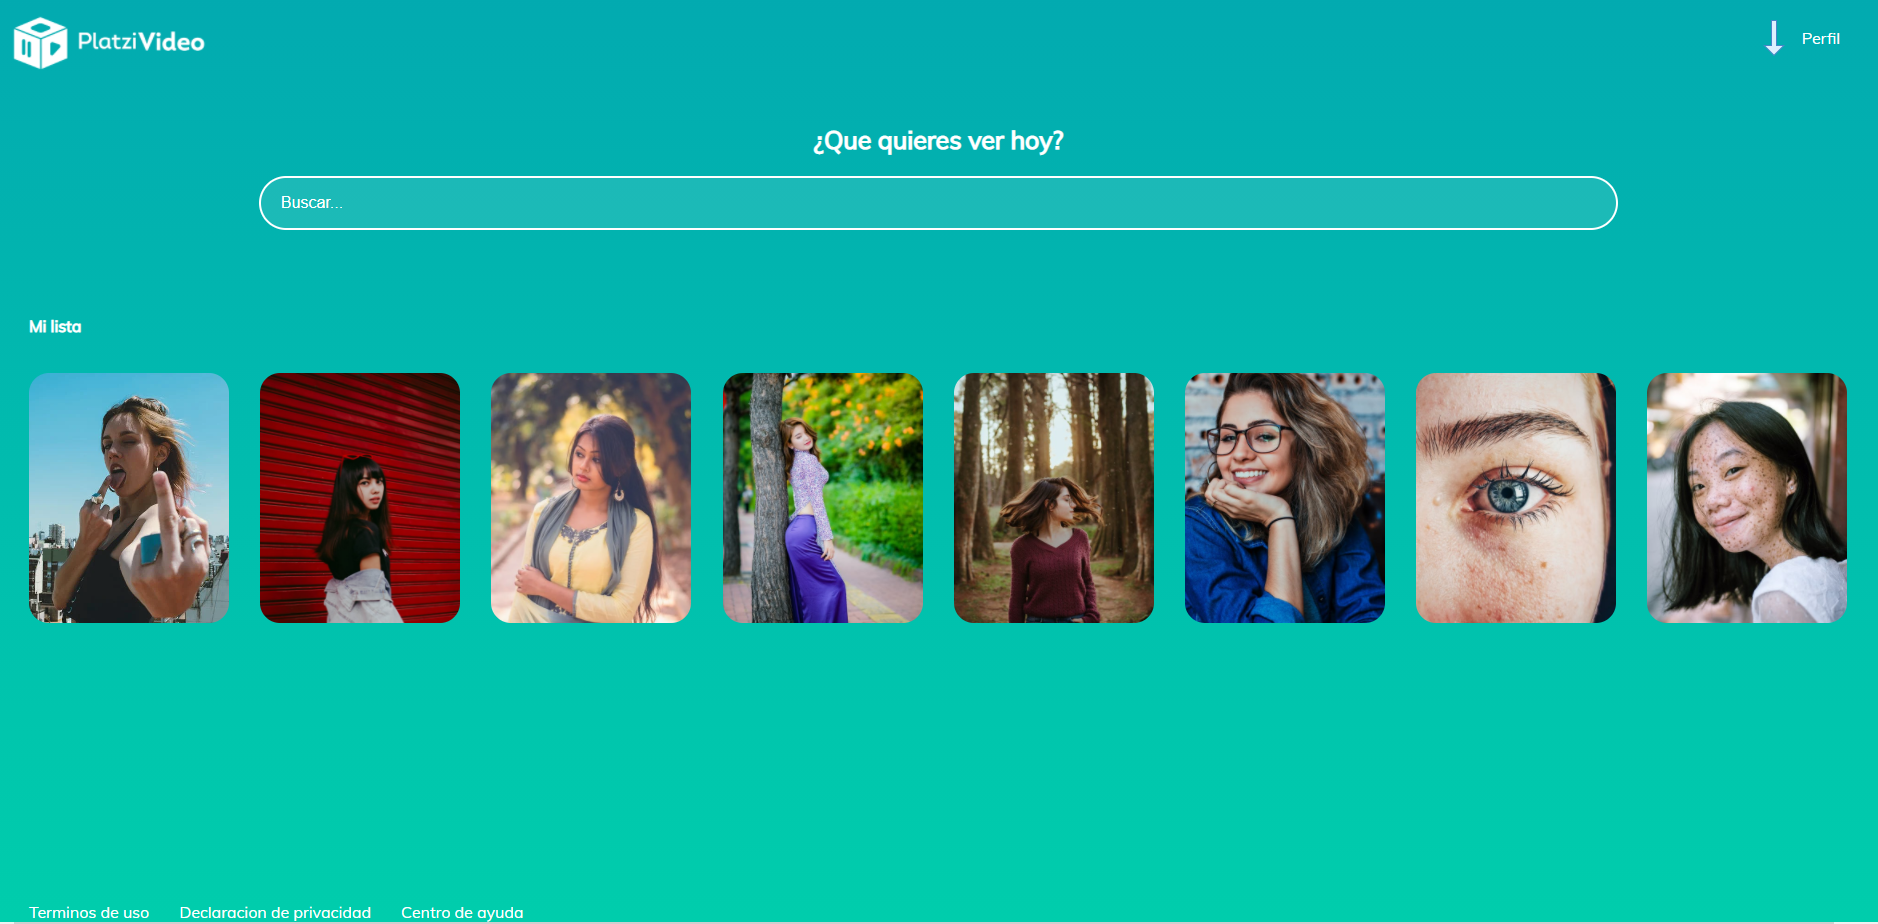 PlatziVideo
Perfil
¿Que quieres ver hoy?
Buscar...
Mi lista
Terminos de uso
Declaracion de privacidad
Centro de ayuda